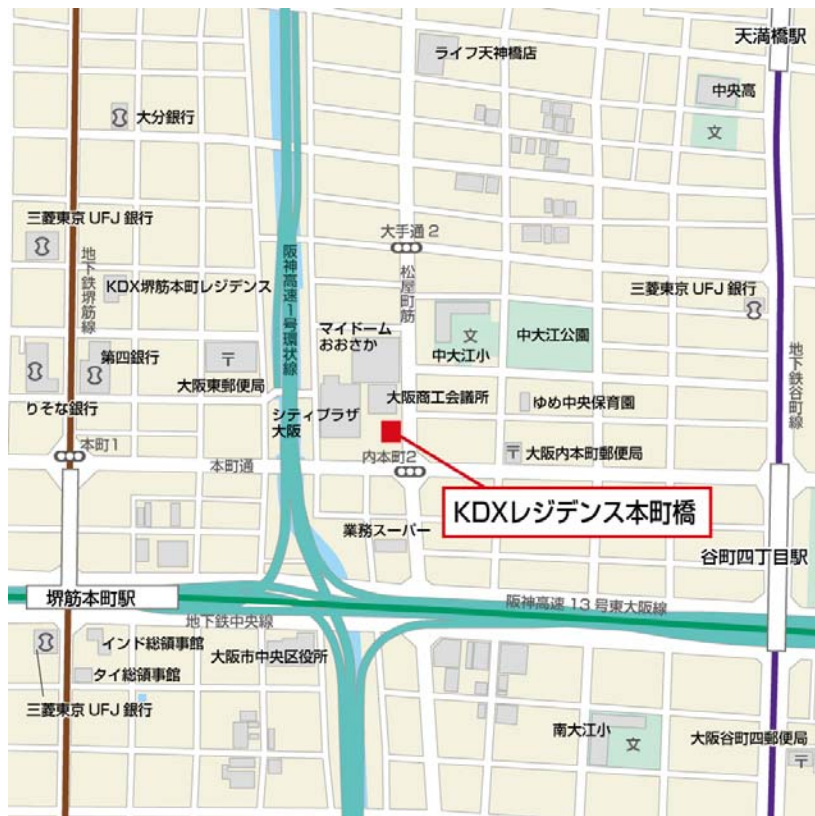 天満橋駅
ライフ天神橋店
中央高
文
大分銀行
三菱東京 UFJ 銀行
大手通 2
地下鉄堺筋線
阪神高速 1 号環状線
松屋町筋
KDX堺筋本町レジデンス
三菱東京 UFJ 銀行
マイドーム
おおさか
文
中大江小
中大江公園
第四銀行
〒
大阪東郵便局
地下鉄谷町線
りそな銀行
シティプラザ
大阪
大阪商工会議所
ゆめ中央保育園
本町1
本町通
内本町2
〒
大阪内本町郵便局
KDXレジデンス本町橋
業務スーパー
谷町四丁目駅
堺筋本町駅
阪神高速 13 号東大阪線
地下鉄中央線
インド総領事館
大阪市中央区役所
タイ総領事館
三菱東京 UFJ 銀行
南大江小
文
大阪谷町四郵便局
〒